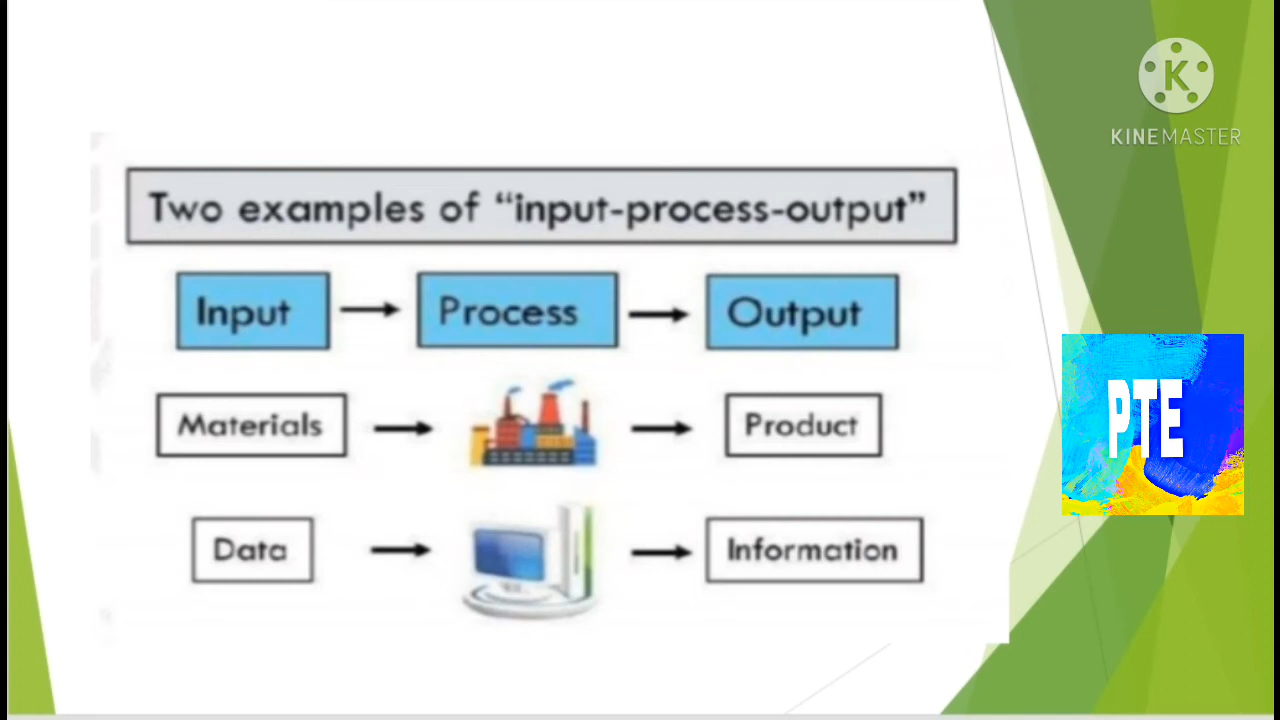 KINEMASTER
Two examples of “input-process-output”
Input
Process
Output
Materials
Product
Data
Information
PTE